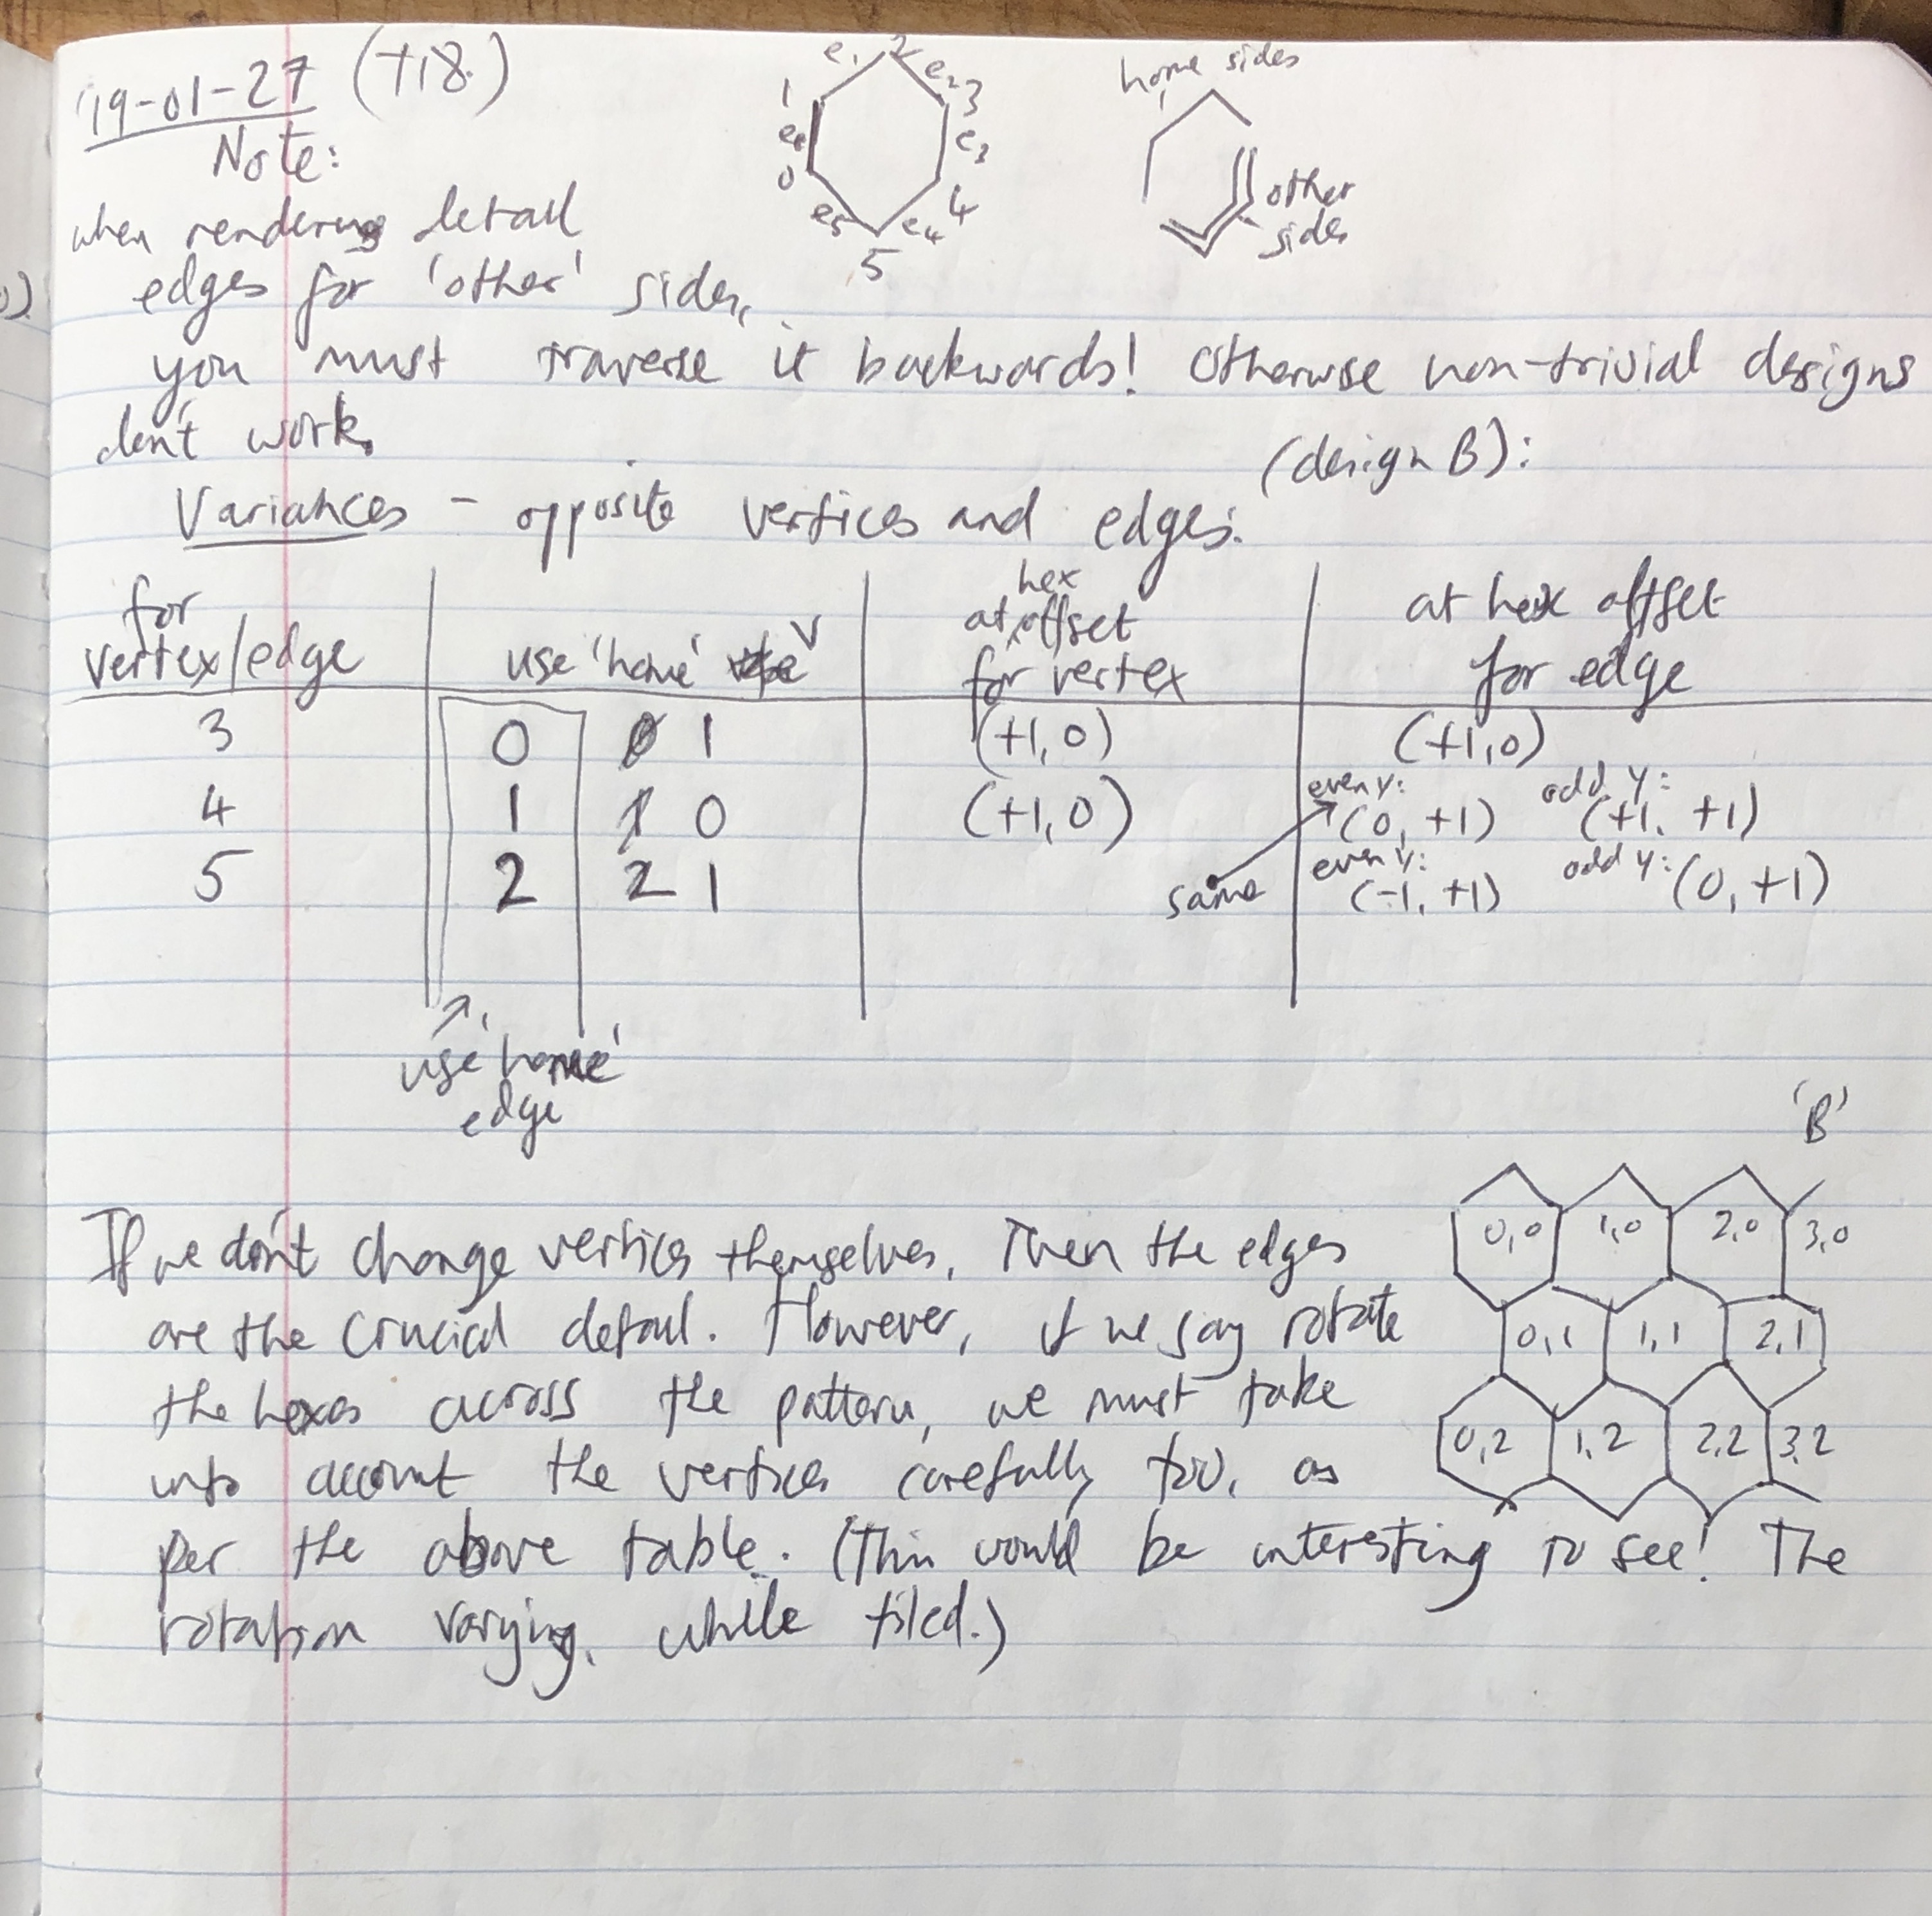 '19-01-27 (T18.)
Note:
when rendering detail
edges for 'other' sides,
you must traverse it backwards! Otherwise non-trivial designs
don't work.
e1 2 e2 3 e3 4 e4 5 e5 0 e0 1
home sides
other
sides
(design B):
Variances - opposite vertices and edges:
for
vertex/edge
use 'home' V
hex
at offset
for vertex
at hex offset
for edge
3 0 0 1 (+1,0) (+1,0)
4 1 1 0 (+1,0) even y: (0, +1) odd y: (+1, +1)
5 2 2 1 same even y: (-1, +1) odd y: (0, +1)
use 'home'
edge
'B'
0,0 1,0 2,0 3,0
0,1 1,1 2,1
0,2 1,2 2,2 3,2
If we don't change vertices themselves, Then the edges
are the crucial detail. However, if we say rotate
the hexes across the pattern, we must take
into account the vertices carefully too, as
per the above table. (This would be interesting to see! The
rotation varying, while tiled.)